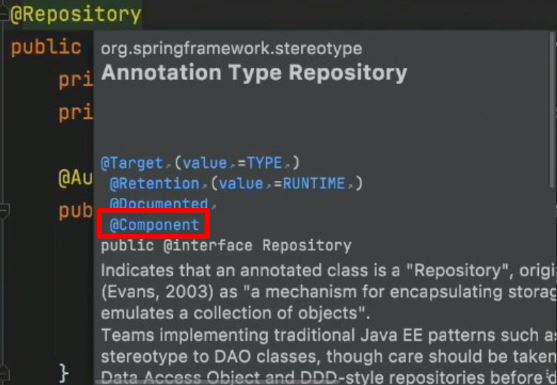 @Repository
public
org.springframework.stereotype
Annotation Type Repository
pri
pri
@Target (value =TYPE )
@Retention (value =RUNTIME )
@Au
@Documented
pub
@Component
public @interface Repository
Indicates that an annotated class is a "Repository", origi
(Evans, 2003) as "a mechanism for encapsulating storag
emulates a collection of objects".
Teams implementing traditional Java EE patterns such as
stereotype to DAO classes, though care should be taken
}
Data Access Object and DDD-style repositories before d